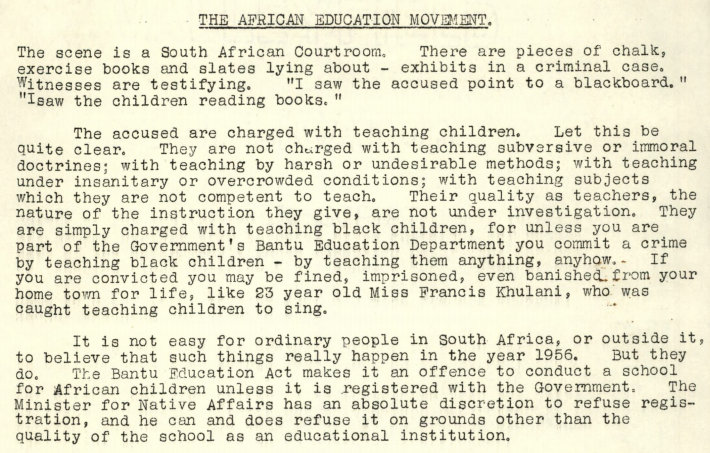 THE AFRICAN EDUCATION MOVEMENT.
The scene is a South African Courtroom. There are pieces of chalk,
exercise books and slates lying about - exhibits in a criminal case.
Witnesses are testifying. "I saw the accused point to a blackboard."
"Isaw the children reading books."
The accused are charged with teaching children. Let this be
quite clear. They are not charged with teaching subversive or immoral
doctrines; with teaching by harsh or undesirable methods; with teaching
under insanitary or overcrowded conditions; with teaching subjects
which they are not competent to teach. Their quality as teachers, the
nature of the instruction they give, are not under investigation. They
are simply charged with teaching black children, for unless you are
part of the Government's Bantu Education Department you commit a crime
by teaching black children - by teaching them anything, anyhow. If
you are convicted you may be fined, imprisoned, even banished from your
home town for life, like 23 year old Miss Francis Khulani, who was
caught teaching children to sing.
It is not easy for ordinary people in South Africa, or outside it,
to believe that such things really happen in the year 1956. But they
do. The Bantu Education Act makes it an offence to conduct a school
for African children unless it is registered with the Government. The
Minister for Native Affairs has an absolute discretion to refuse regis-
tration, and he can and does refuse it on grounds other than the
quality of the school as an educational institution.